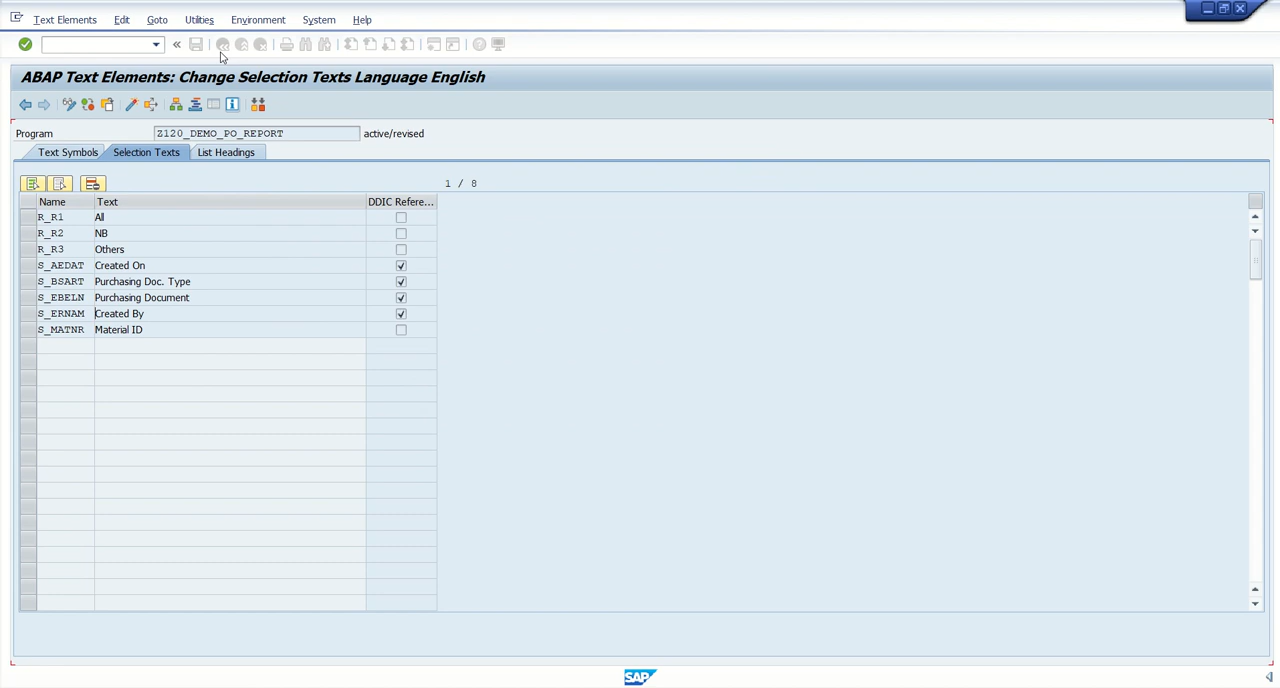 Text Elements Edit Goto Utilities Environment System Help
ABAP Text Elements: Change Selection Texts Language English
Program Z120_DEMO_PO_REPORT active/revised
Text Symbols Selection Texts List Headings
1 / 8
Name Text DDIC Refere...
R_R1 All
R_R2 NB
R_R3 Others
S_AEDAT Created On
S_BSART Purchasing Doc. Type
S_EBELN Purchasing Document
S_ERNAM Created By
S_MATNR Material ID
SAP